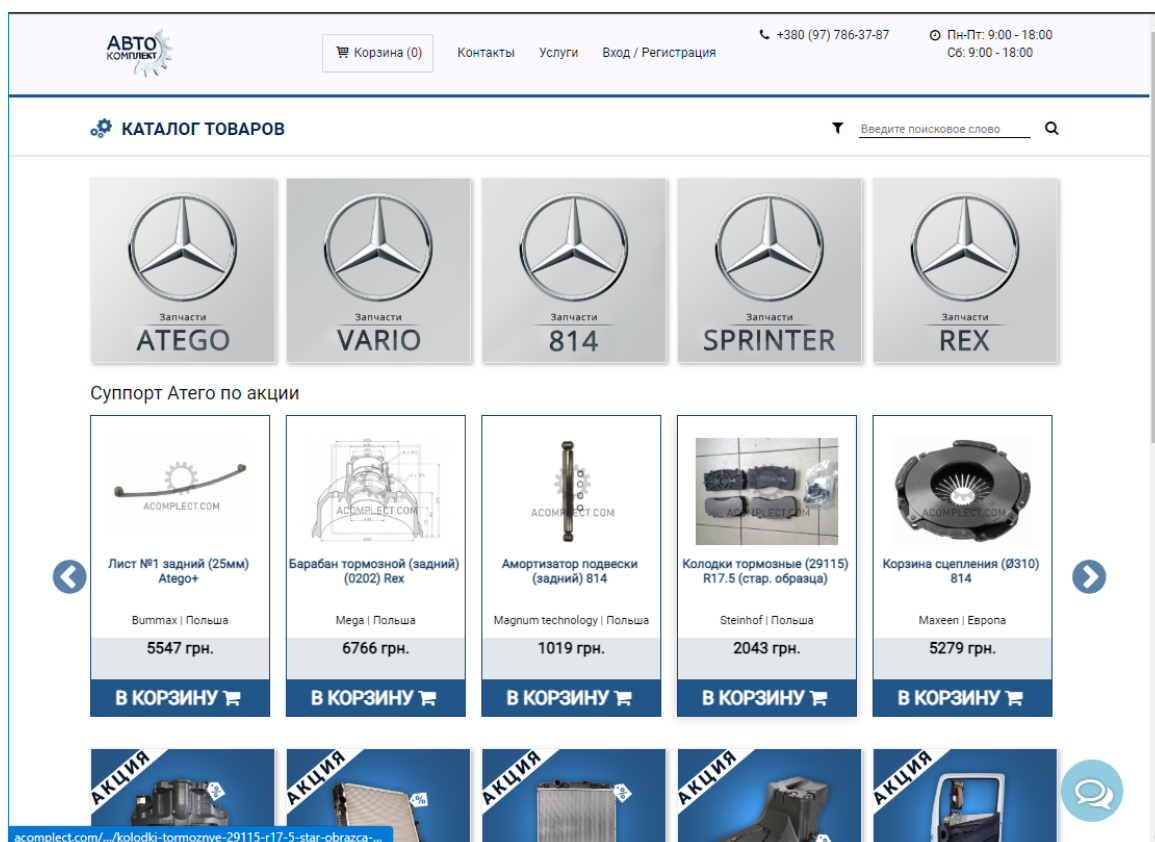 АВТО
КОМПЛЕКТ
Корзина (0)
Контакты
Услуги
Вход / Регистрация
+380 (97) 786-37-87
Пн-Пт: 9:00 - 18:00
Сб: 9:00 - 18:00
КАТАЛОГ ТОВАРОВ
Введите поисковое слово
Запчасти
ATEGO
Запчасти
VARIO
Запчасти
814
Запчасти
SPRINTER
Запчасти
REX
Суппорт Атего по акции
ACOMPLECT.COM
Лист №1 задний (25мм)
Atego+
Bummax | Польша
5547 грн.
В КОРЗИНУ
ACOMPLECT.COM
Барабан тормозной (задний)
(0202) Rex
Mega | Польша
6766 грн.
В КОРЗИНУ
ACOMPLECT.COM
Амортизатор подвески
(задний) 814
Magnum technology | Польша
1019 грн.
В КОРЗИНУ
ACOMPLECT.COM
Колодки тормозные (29115)
R17.5 (стар. образца)
Steinhof | Польша
2043 грн.
В КОРЗИНУ
ACOMPLECT.COM
Корзина сцепления (Ø310)
814
Maxeen | Европа
5279 грн.
В КОРЗИНУ
АКЦИЯ
%
АКЦИЯ
%
АКЦИЯ
%
АКЦИЯ
%
АКЦИЯ
%
acomplect.com/.../kolodki-tormoznye-29115-r17-5-star-obrazca-...